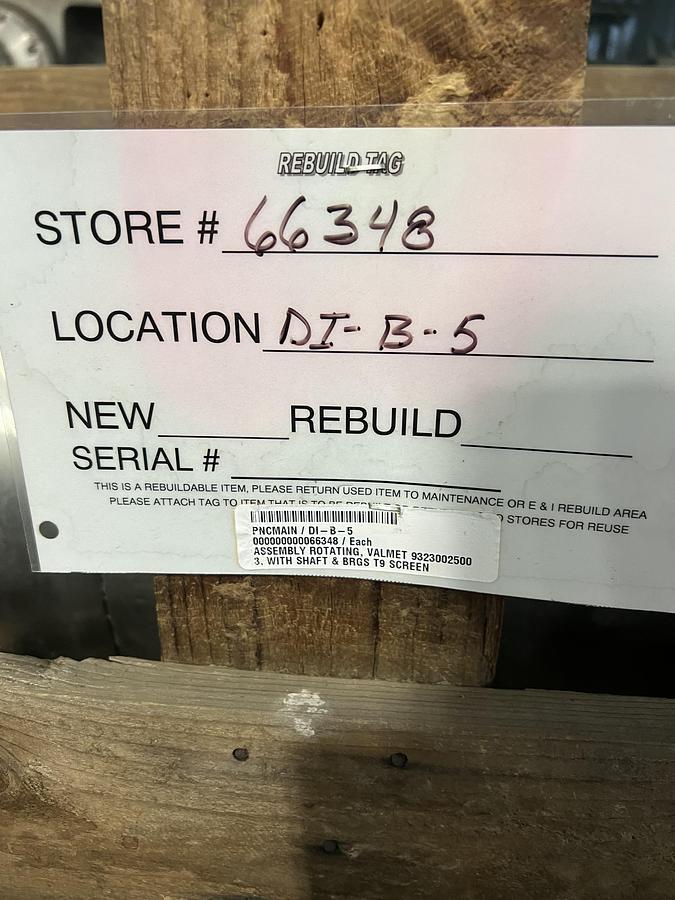 REBUILD TAG
STORE # 66348
LOCATION DI-B-5
NEW REBUILD
SERIAL #
THIS IS A REBUILDABLE ITEM, PLEASE RETURN USED ITEM TO MAINTENANCE OR E & I REBUILD AREA
PLEASE ATTACH TAG TO ITEM THAT IS TO BE STORES FOR REUSE
PNCMAIN / DI-B-5
000000000066348 / Each
ASSEMBLY ROTATING, VALMET 9323002500
3. WITH SHAFT & BRGS T9 SCREEN